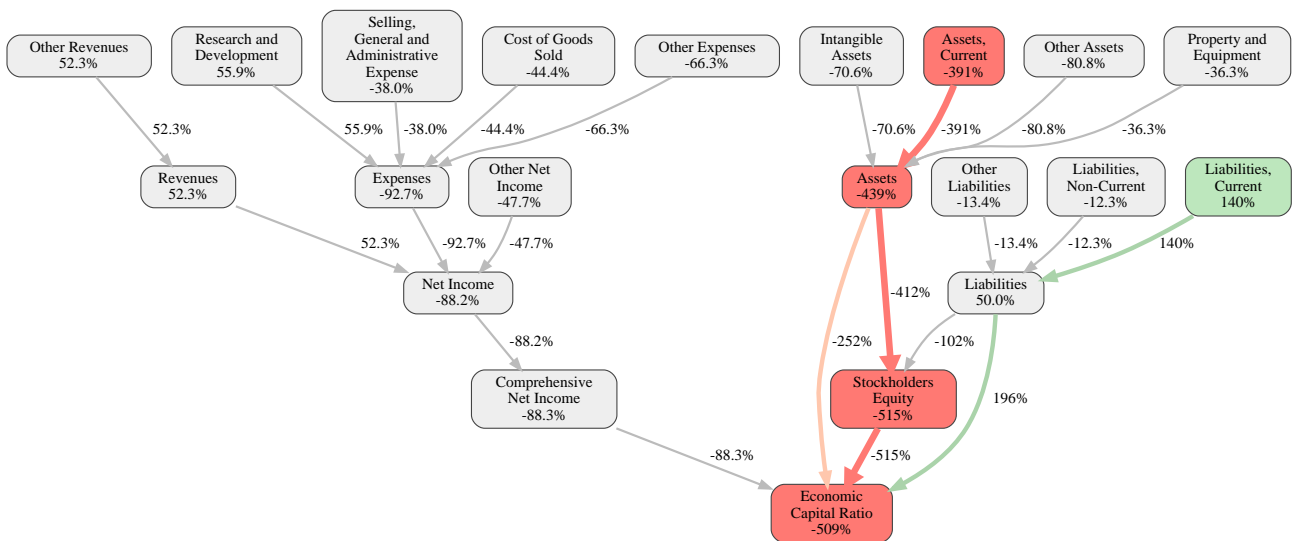 Other Revenues
52.3%
Research and
Development
55.9%
Selling,
General and
Administrative
Expense
-38.0%
Cost of Goods
Sold
-44.4%
Other Expenses
-66.3%
Intangible
Assets
-70.6%
Assets,
Current
-391%
Other Assets
-80.8%
Property and
Equipment
-36.3%
52.3%
55.9%
-38.0%
-44.4%
-66.3%
-70.6%
-391%
-80.8%
-36.3%
Revenues
52.3%
Expenses
-92.7%
Other Net
Income
-47.7%
Assets
-439%
Other
Liabilities
-13.4%
Liabilities,
Non-Current
-12.3%
Liabilities,
Current
140%
52.3%
-92.7%
-47.7%
-13.4%
-12.3%
140%
Net Income
-88.2%
Liabilities
50.0%
-412%
-88.2%
-252%
-102%
Comprehensive
Net Income
-88.3%
Stockholders
Equity
-515%
196%
-88.3%
-515%
Economic
Capital Ratio
-509%